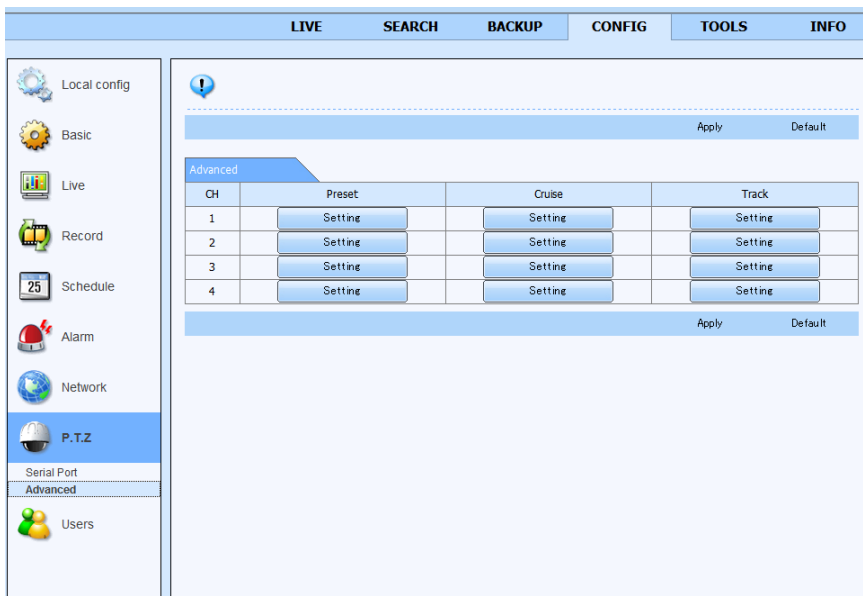 LIVE SEARCH BACKUP CONFIG TOOLS INFO
Local config
Basic
Live
Record
25
Schedule
Alarm
Network
P.T.Z
Serial Port
Advanced
Users
Apply Default
Advanced
CH Preset Cruise Track
1 Setting Setting Setting
2 Setting Setting Setting
3 Setting Setting Setting
4 Setting Setting Setting
Apply Default